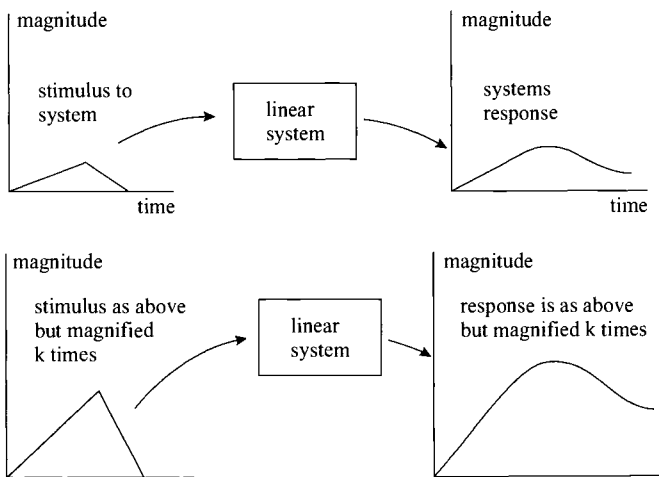 magnitude
stimulus to
system
linear
system
systems
response
time
magnitude
time
magnitude
stimulus as above
but magnified
k times
linear
system
magnitude
response is as above
but magnified k times